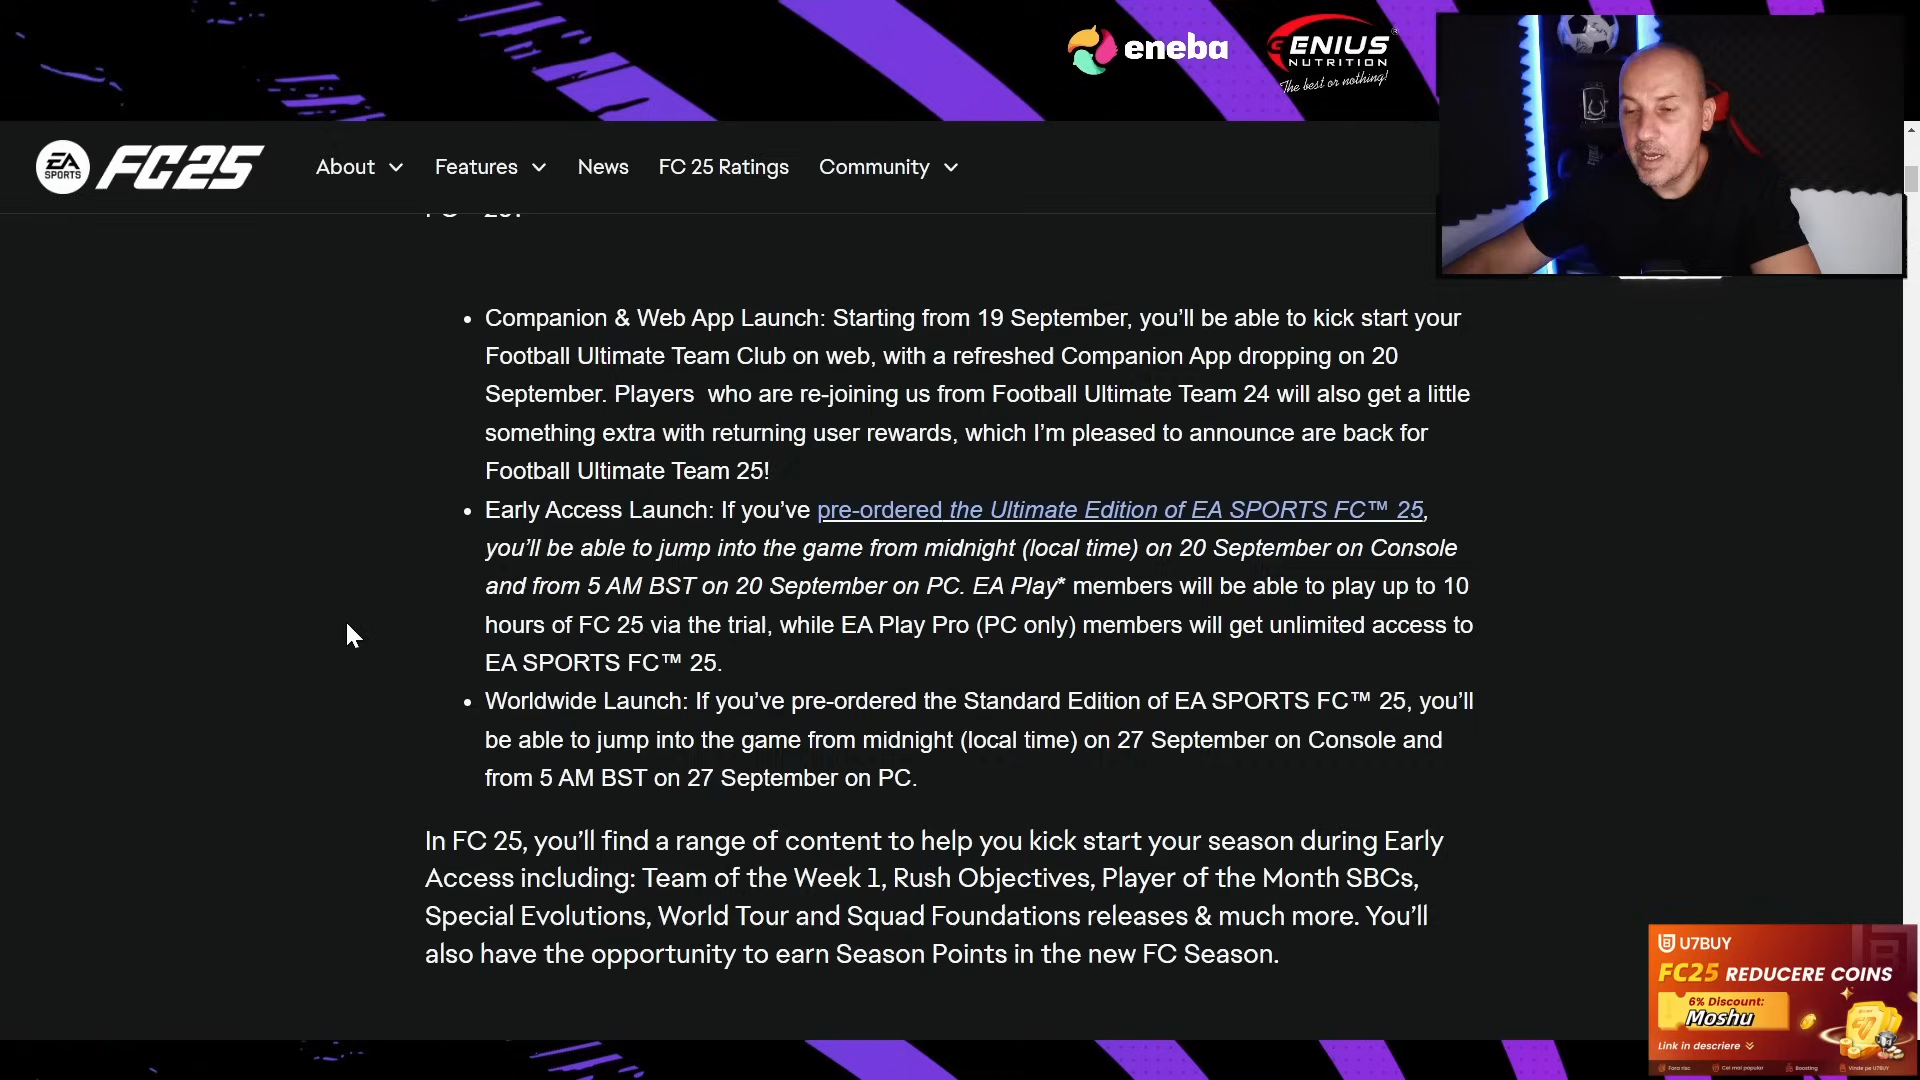 eneba
GENIUS
NUTRITION
The best or nothing!
EA
SPORTS
FC25
About
Features
News
FC 25 Ratings
Community
• Companion & Web App Launch: Starting from 19 September, you’ll be able to kick start your
Football Ultimate Team Club on web, with a refreshed Companion App dropping on 20
September. Players who are re-joining us from Football Ultimate Team 24 will also get a little
something extra with returning user rewards, which I’m pleased to announce are back for
Football Ultimate Team 25!
• Early Access Launch: If you’ve pre-ordered the Ultimate Edition of EA SPORTS FC™ 25,
you’ll be able to jump into the game from midnight (local time) on 20 September on Console
and from 5 AM BST on 20 September on PC. EA Play* members will be able to play up to 10
hours of FC 25 via the trial, while EA Play Pro (PC only) members will get unlimited access to
EA SPORTS FC™ 25.
• Worldwide Launch: If you’ve pre-ordered the Standard Edition of EA SPORTS FC™ 25, you’ll
be able to jump into the game from midnight (local time) on 27 September on Console and
from 5 AM BST on 27 September on PC.
In FC 25, you’ll find a range of content to help you kick start your season during Early
Access including: Team of the Week 1, Rush Objectives, Player of the Month SBCs,
Special Evolutions, World Tour and Squad Foundations releases & much more. You’ll
also have the opportunity to earn Season Points in the new FC Season.
U7BUY
FC25 REDUCERE COINS
6% Discount:
Moshu
Link in descriere
Fara risc
Cel mai popular
Boosting
Vinde pe U7BUY